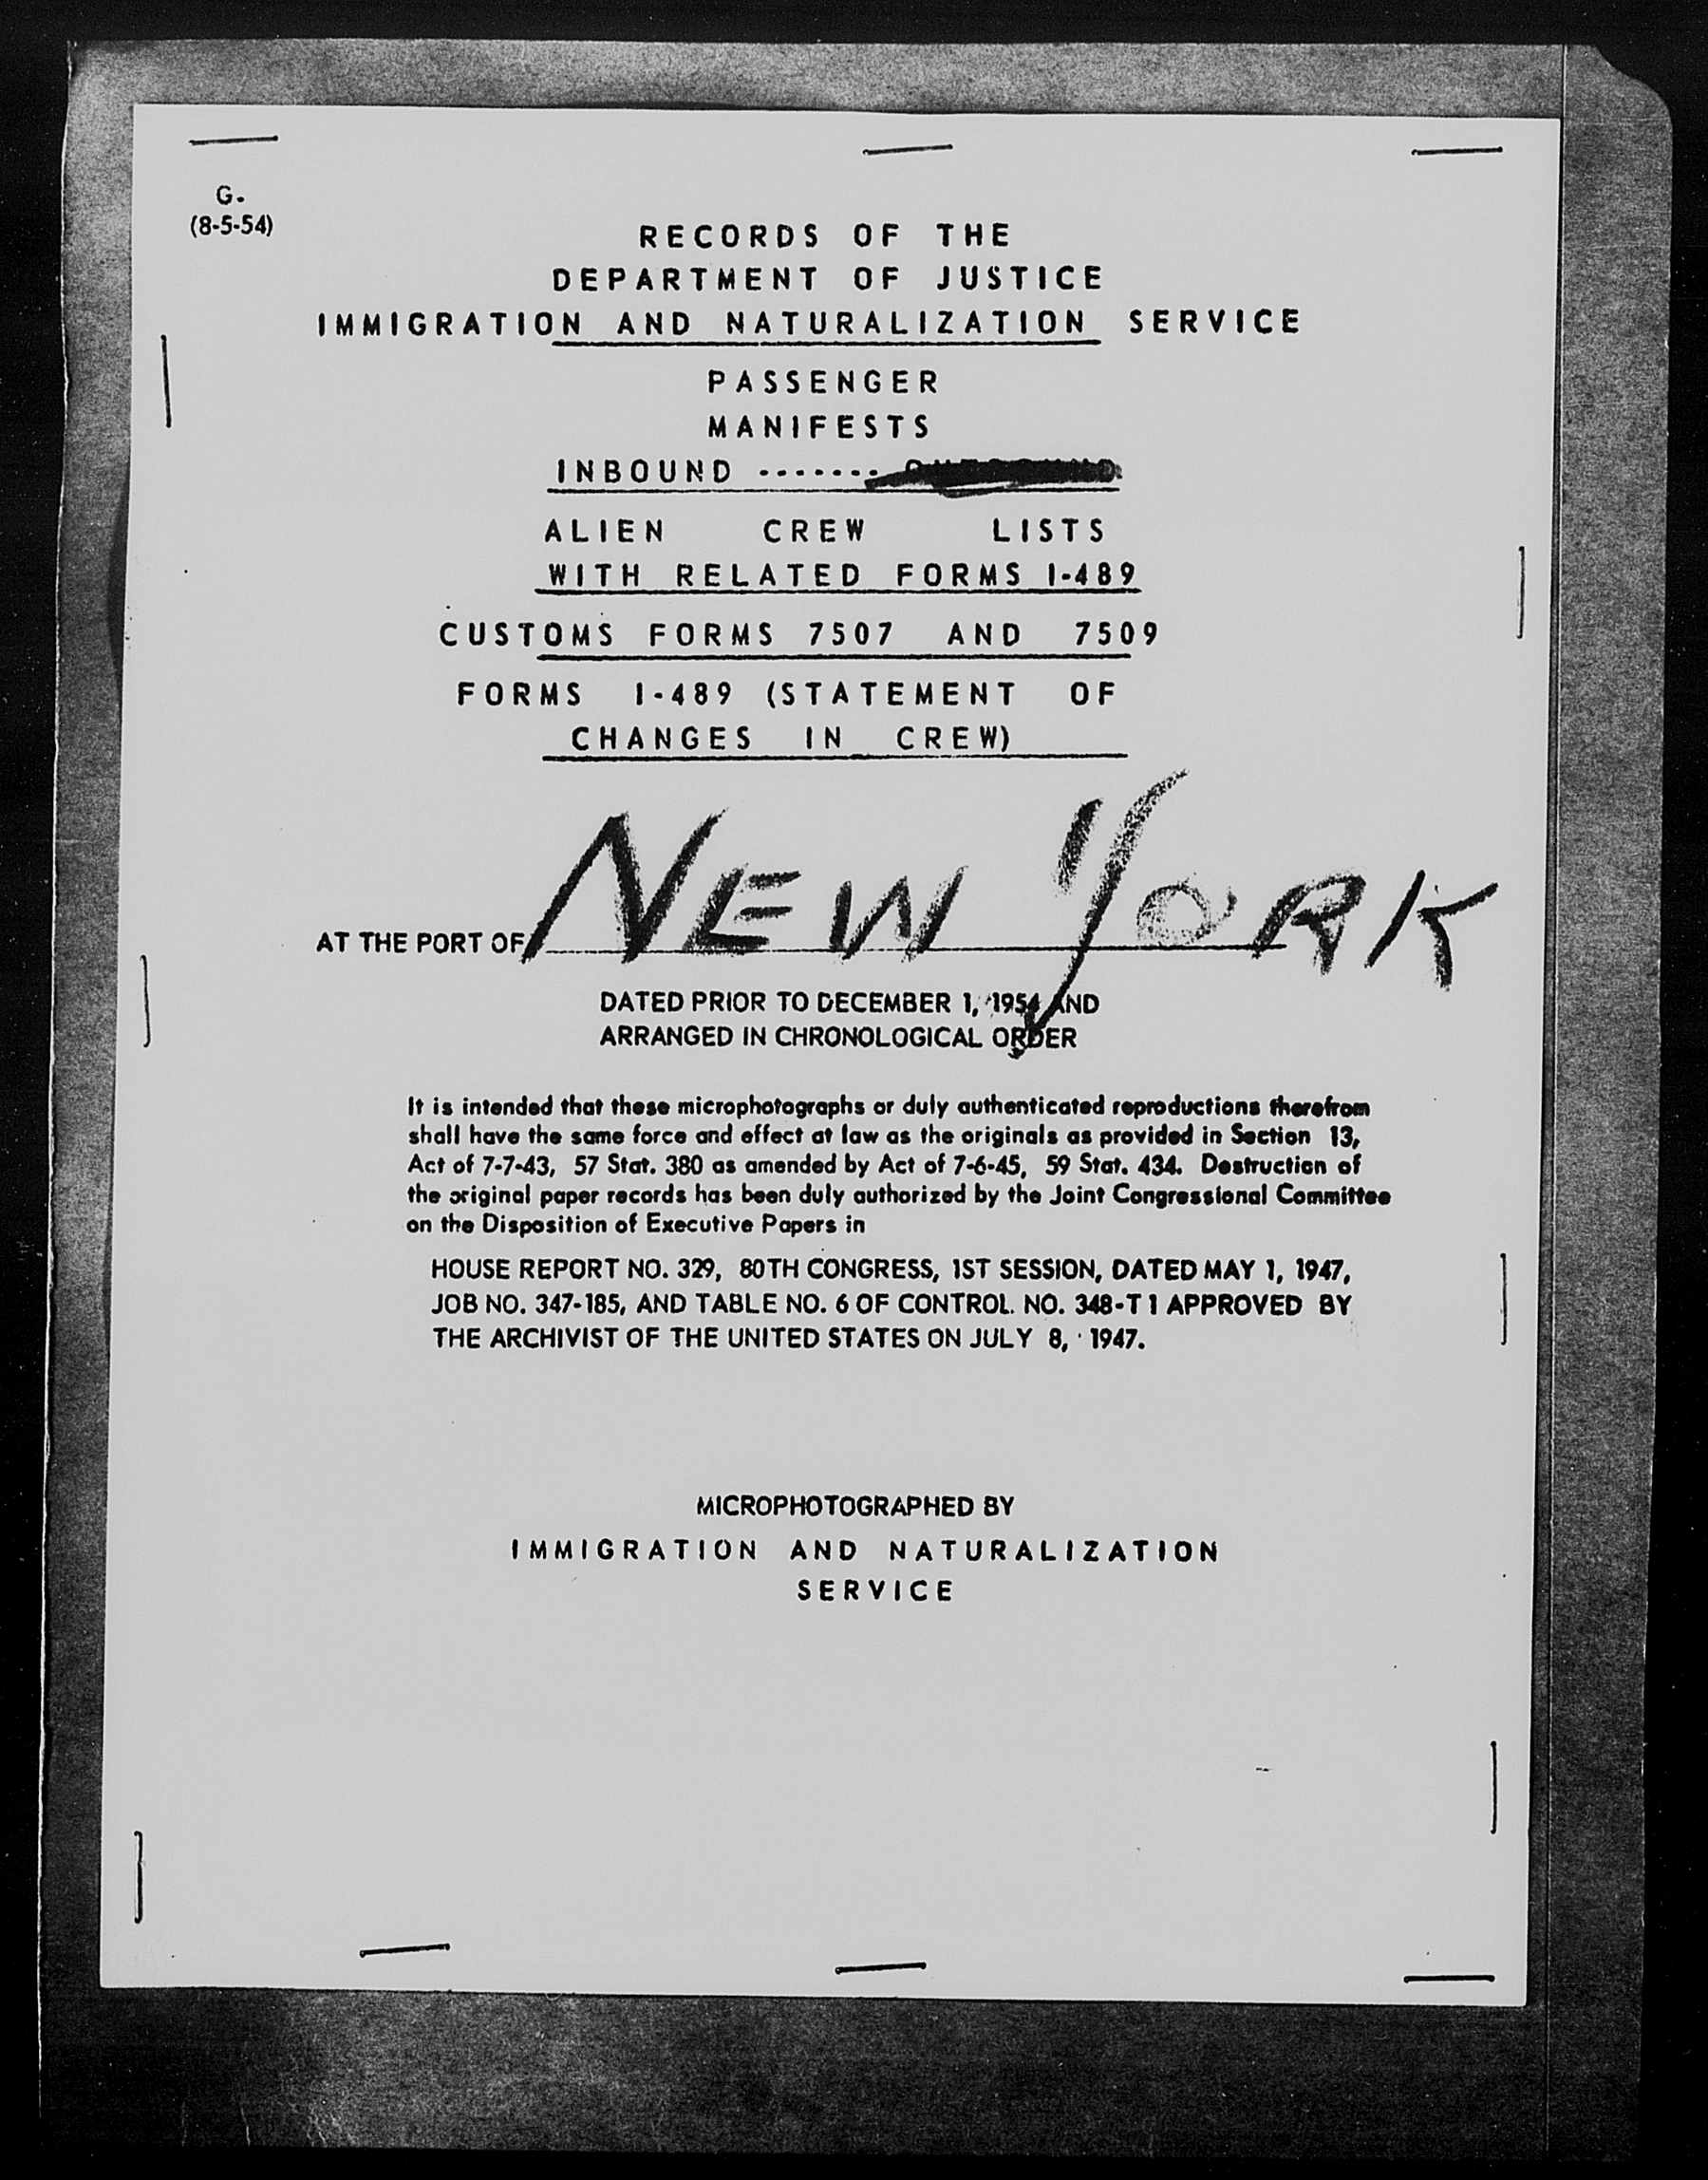 G.
(8-5-54)
RECORDS OF THE
DEPARTMENT OF JUSTICE
IMMIGRATION AND NATURALIZATION SERVICE
PASSENGER
MANIFESTS
INBOUND -------
ALIEN CREW LISTS
WITH RELATED FORMS I-489
CUSTOMS FORMS 7507 AND 7509
FORMS I-489 (STATEMENT OF
CHANGES IN CREW)
AT THE PORT OF NEW YORK
DATED PRIOR TO DECEMBER 1, 1954 AND
ARRANGED IN CHRONOLOGICAL ORDER
It is intended that these microphotographs or duly authenticated reproductions therefrom
shall have the same force and effect at law as the originals as provided in Section 13,
Act of 7-7-43, 57 Stat. 380 as amended by Act of 7-6-45, 59 Stat. 434. Destruction of
the original paper records has been duly authorized by the Joint Congressional Committee
on the Disposition of Executive Papers in
HOUSE REPORT NO. 329, 80TH CONGRESS, 1ST SESSION, DATED MAY 1, 1947,
JOB NO. 347-185, AND TABLE NO. 6 OF CONTROL NO. 348-T1 APPROVED BY
THE ARCHIVIST OF THE UNITED STATES ON JULY 8, 1947.
MICROPHOTOGRAPHED BY
IMMIGRATION AND NATURALIZATION
SERVICE